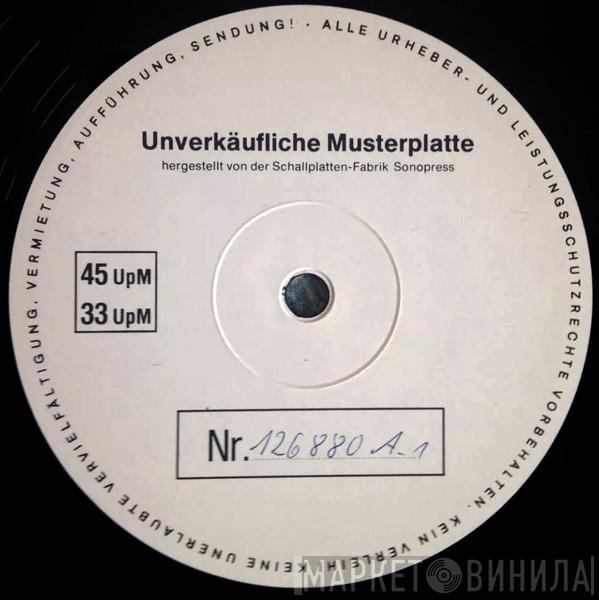 ALLE URHEBER- UND LEISTUNGSSCHUTZRECHTE VORBEHALTEN. KEIN VERLEIH! KEINE UNERLAUBTE VERVIELFÄLTIGUNG, VERMIETUNG, AUFFÜHRUNG, SENDUNG! ·
Unverkäufliche Musterplatte
hergestellt von der Schallplatten-Fabrik Sonopress
45 UpM
33 UpM
Nr. 126880 A-1
МАРКЕТ ВИНИЛА